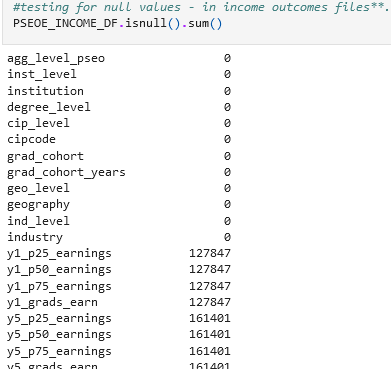 #testing for null values - in income outcomes files**.
PSEOE_INCOME_DF.isnull().sum()
agg_level_pseo 0
inst_level 0
institution 0
degree_level 0
cip_level 0
cipcode 0
grad_cohort 0
grad_cohort_years 0
geo_level 0
geography 0
ind_level 0
industry 0
y1_p25_earnings 127847
y1_p50_earnings 127847
y1_p75_earnings 127847
y1_grads_earn 127847
y5_p25_earnings 161401
y5_p50_earnings 161401
y5_p75_earnings 161401
y5_grads_earn 161401